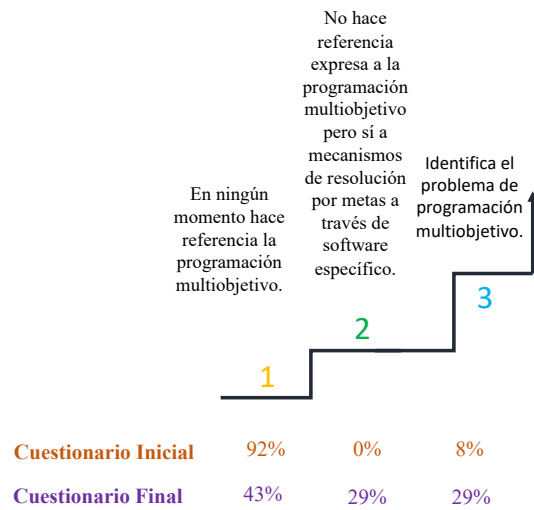 En ningún
momento hace
referencia la
programación
multiobjetivo.
No hace
referencia
expresa a la
programación
multiobjetivo
pero sí a
mecanismos
de resolución
por metas a
través de
software
específico.
Identifica el
problema de
programación
multiobjetivo.
1
2
3
Cuestionario Inicial 92% 0% 8%
Cuestionario Final 43% 29% 29%